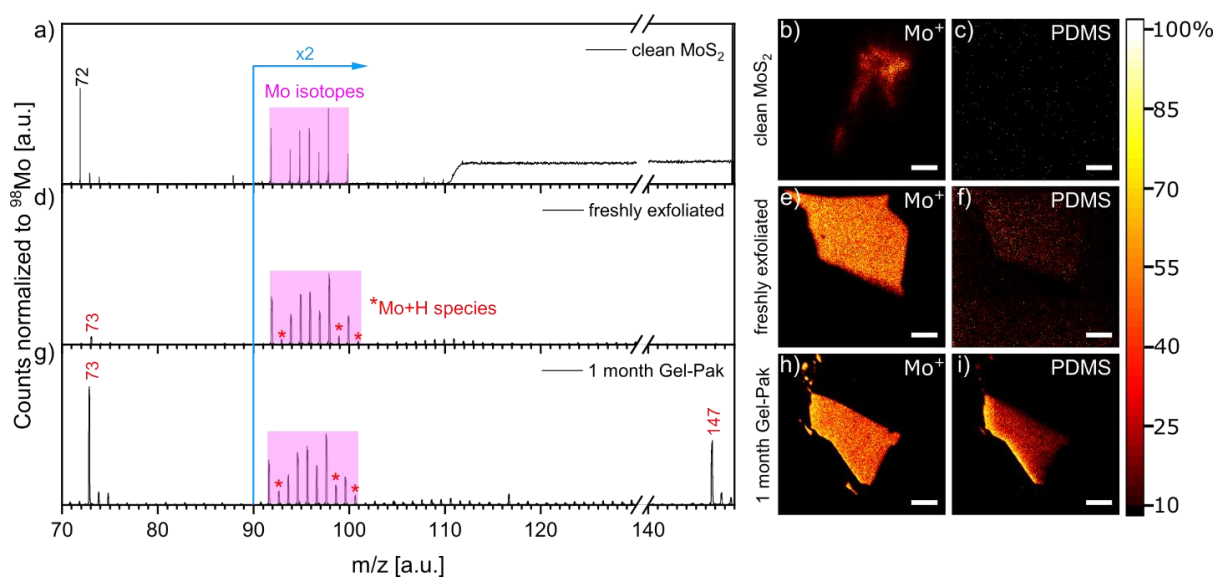 a)
72
x2
clean MoS₂
Mo isotopes
d)
freshly exfoliated
73
*Mo+H species
* * *
g)
73
1 month Gel-Pak
* * *
147
70 80 90 100 110 120 140
m/z [a.u.]
Counts normalized to ⁹⁸Mo [a.u.]
clean MoS₂
b) Mo⁺
c) PDMS
freshly exfoliated
e) Mo⁺
f) PDMS
1 month Gel-Pak
h) Mo⁺
i) PDMS
100%
85
70
55
40
25
10